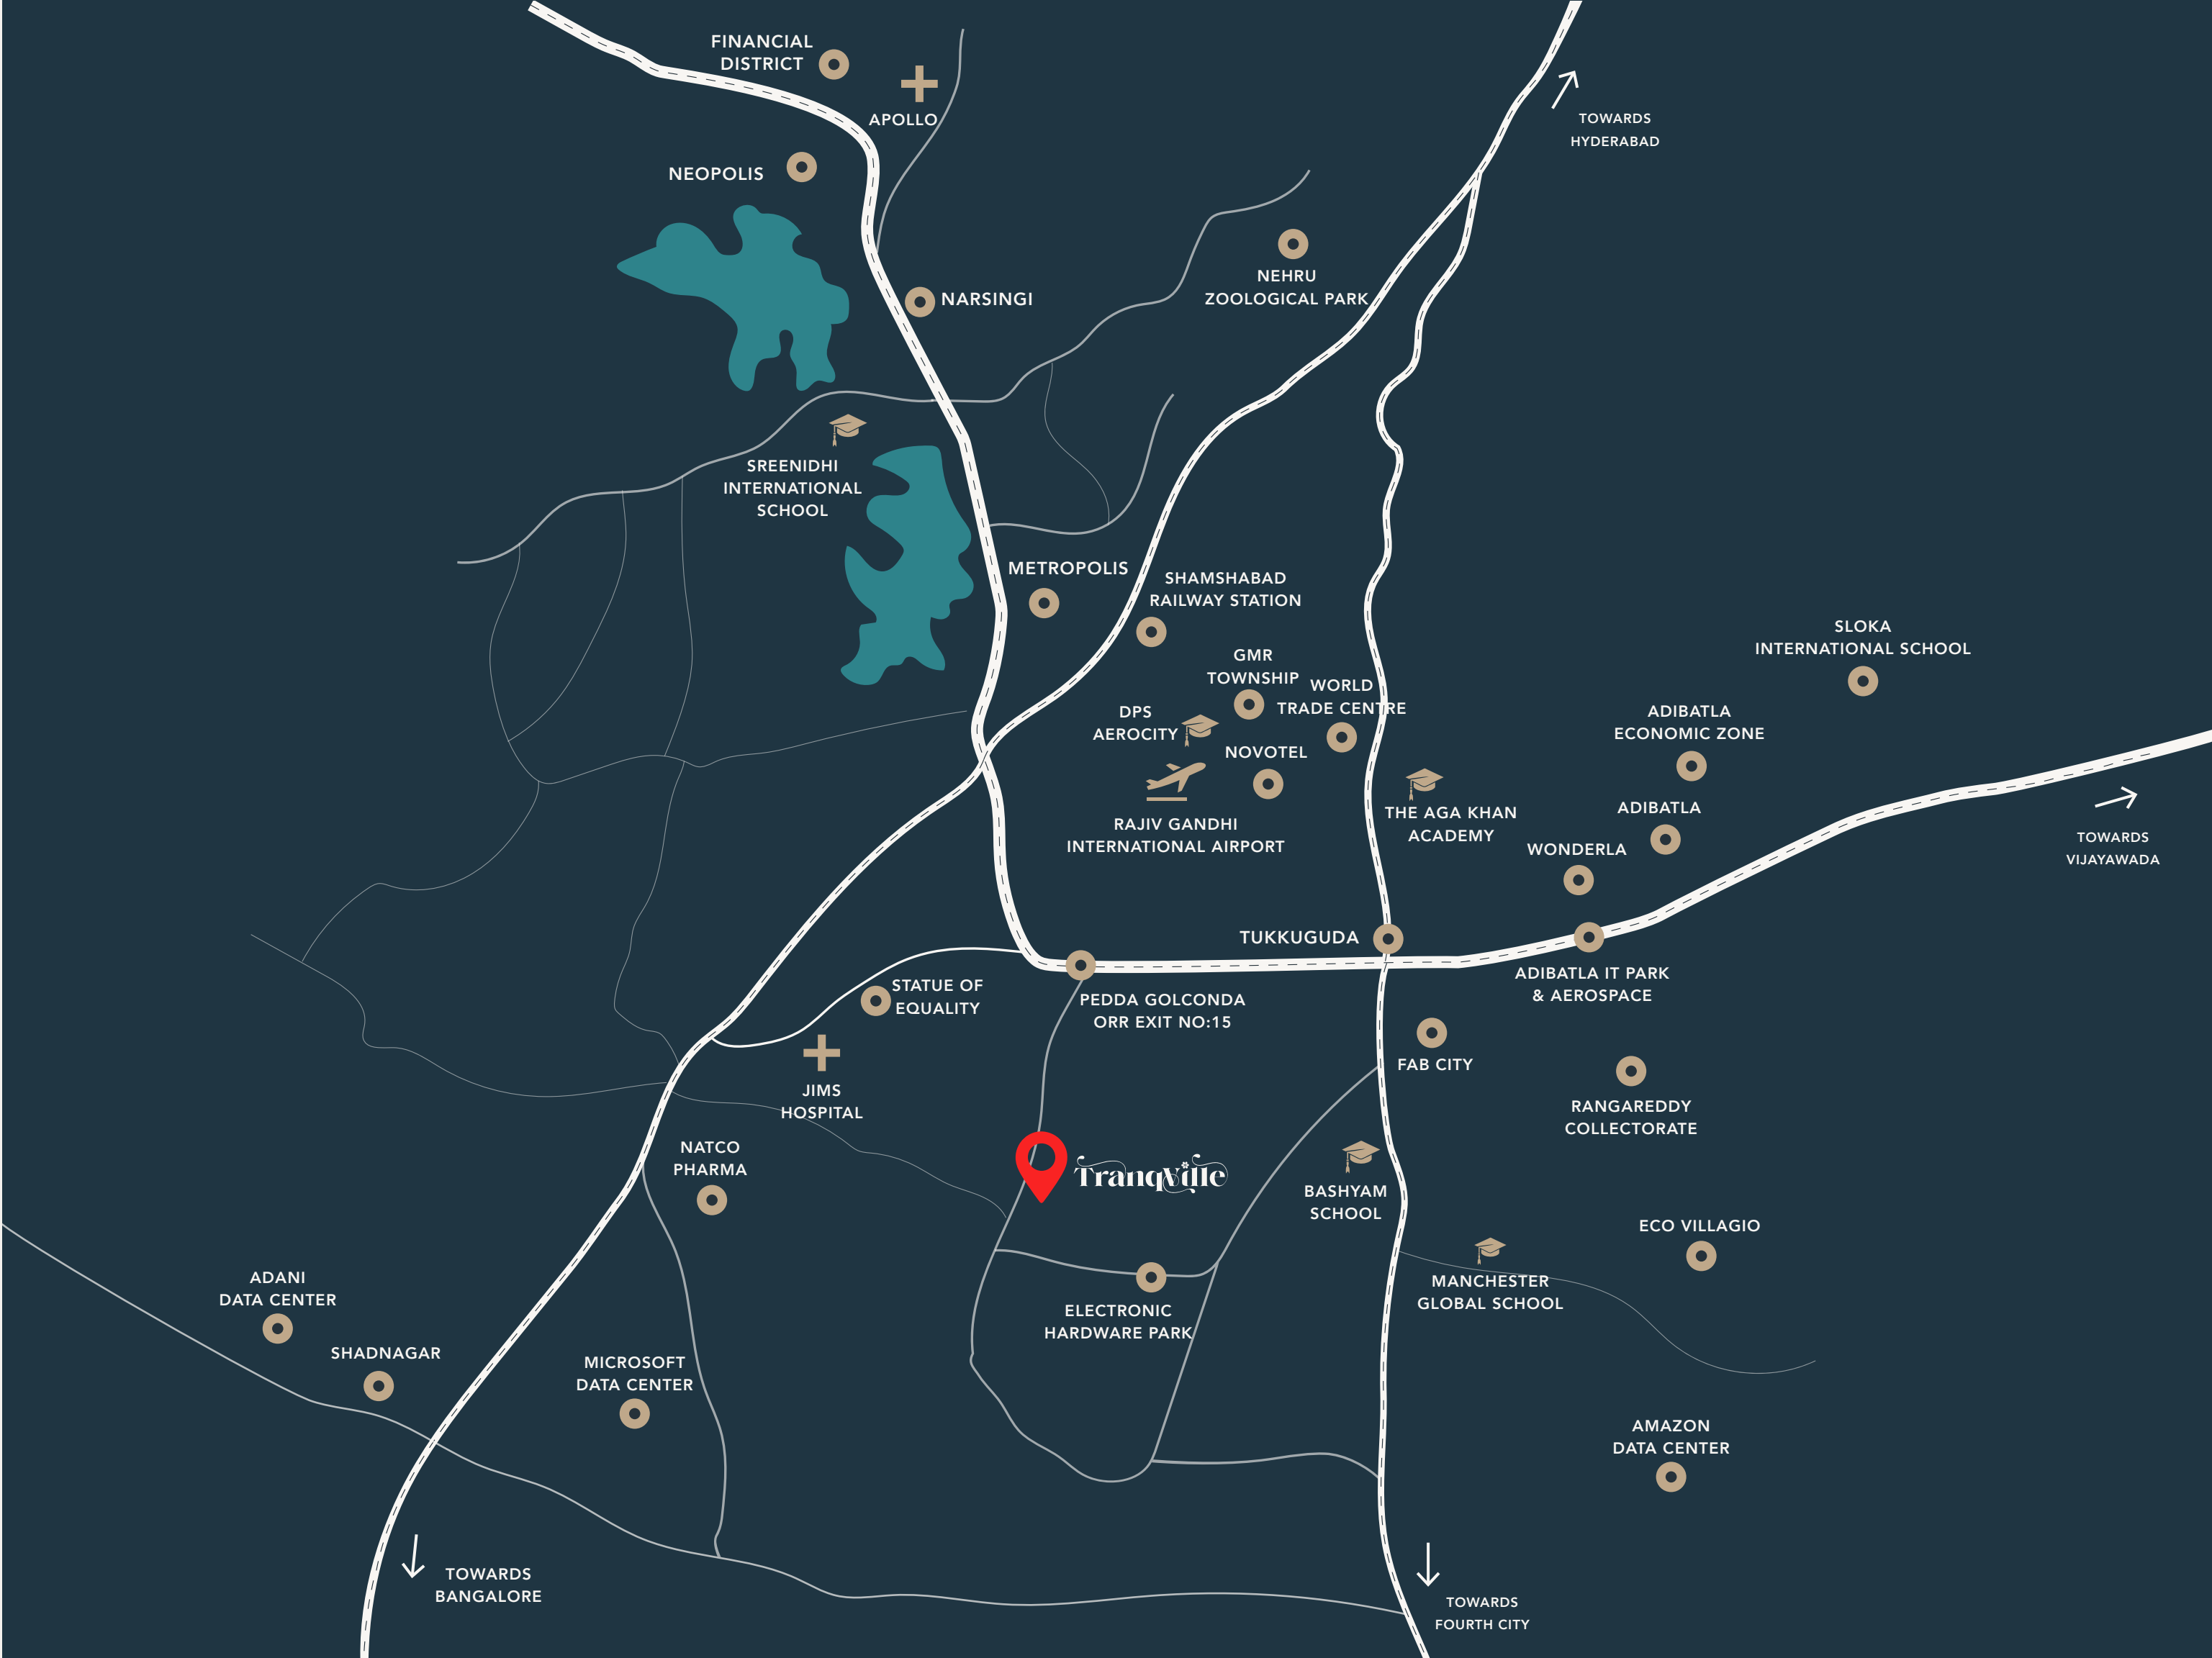 FINANCIAL
DISTRICT
APOLLO
TOWARDS
HYDERABAD
NEOPOLIS
NEHRU
ZOOLOGICAL PARK
NARSINGI
SREENIDHI
INTERNATIONAL
SCHOOL
METROPOLIS
SHAMSHABAD
RAILWAY STATION
SLOKA
INTERNATIONAL SCHOOL
GMR
TOWNSHIP
WORLD
TRADE CENTRE
DPS
AEROCITY
NOVOTEL
ADIBATLA
ECONOMIC ZONE
RAJIV GANDHI
INTERNATIONAL AIRPORT
THE AGA KHAN
ACADEMY
ADIBATLA
WONDERLA
TOWARDS
VIJAYAWADA
TUKKUGUDA
STATUE OF
EQUALITY
PEDDA GOLCONDA
ORR EXIT NO:15
ADIBATLA IT PARK
& AEROSPACE
FAB CITY
JIMS
HOSPITAL
RANGAREDDY
COLLECTORATE
NATCO
PHARMA
TranqVille
BASHYAM
SCHOOL
ECO VILLAGIO
ADANI
DATA CENTER
MANCHESTER
GLOBAL SCHOOL
ELECTRONIC
HARDWARE PARK
SHADNAGAR
MICROSOFT
DATA CENTER
AMAZON
DATA CENTER
TOWARDS
BANGALORE
TOWARDS
FOURTH CITY